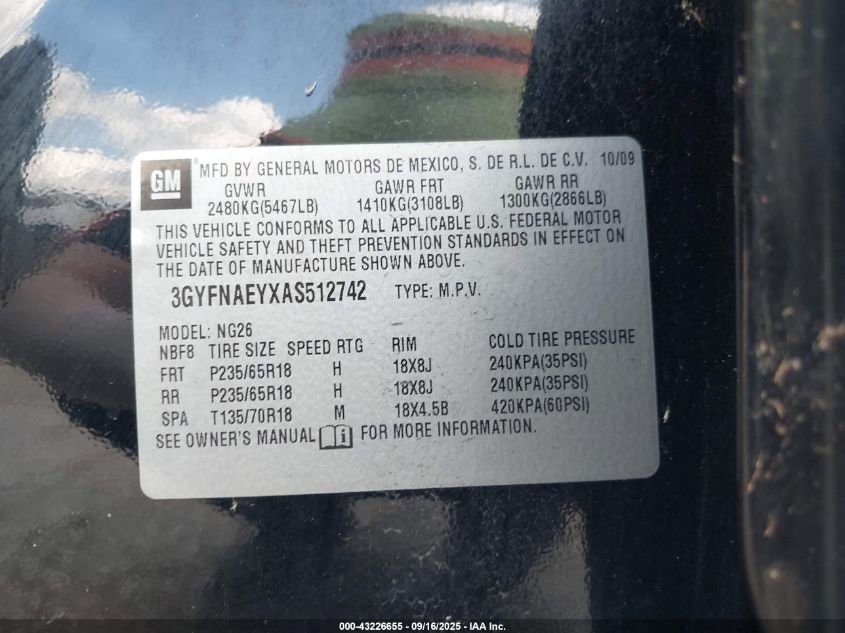 GM
® MFD BY GENERAL MOTORS DE MEXICO, S. DE R.L. DE C.V. 10/09
GVWR GAWR FRT GAWR RR
2480KG(5467LB) 1410KG(3108LB) 1300KG(2866LB)
THIS VEHICLE CONFORMS TO ALL APPLICABLE U.S. FEDERAL MOTOR
VEHICLE SAFETY AND THEFT PREVENTION STANDARDS IN EFFECT ON
THE DATE OF MANUFACTURE SHOWN ABOVE.
3GYFNAEYXAS512742 TYPE: M.P.V.
MODEL: NG26
NBF8 TIRE SIZE SPEED RTG RIM COLD TIRE PRESSURE
FRT P235/65R18 H 18X8J 240KPA(35PSI)
RR P235/65R18 H 18X8J 240KPA(35PSI)
SPA T135/70R18 M 18X4.5B 420KPA(60PSI)
SEE OWNER'S MANUAL i FOR MORE INFORMATION.
000-43226655 - 09/16/2025 - IAA Inc.